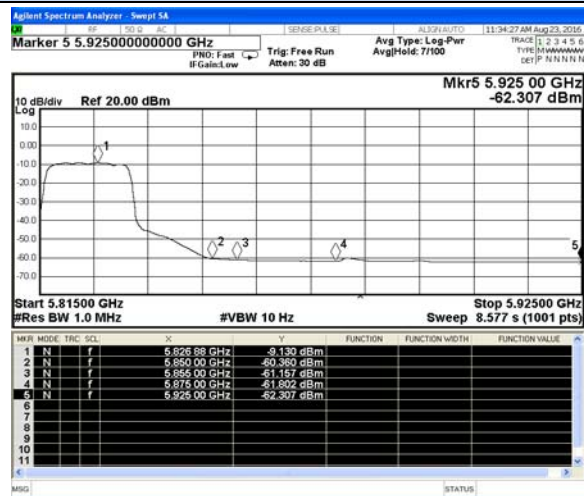 Agilent Spectrum Analyzer - Swept SA
RF 50 Ω AC SENSE:PULSE ALIGN AUTO 11:34:27 AM Aug 23, 2016
Marker 5 5.925000000000 GHz
PNO: Fast
IFGain:Low
Trig: Free Run
Atten: 30 dB
Avg Type: Log-Pwr
Avg|Hold: 7/100
TRACE 1 2 3 4 5 6
TYPE MWWWWW
DET P N N N N N
Mkr5 5.925 00 GHz
-62.307 dBm
10 dB/div Ref 20.00 dBm
Log
10.0
0.00
-10.0
-20.0
-30.0
-40.0
-50.0
-60.0
-70.0
1
2
3
4
5
Start 5.81500 GHz Stop 5.92500 GHz
#Res BW 1.0 MHz #VBW 10 Hz Sweep 8.577 s (1001 pts)
MKR MODE TRC SCL X Y FUNCTION FUNCTION WIDTH FUNCTION VALUE
1 N f 5.826 88 GHz -9.130 dBm
2 N f 5.850 00 GHz -60.360 dBm
3 N f 5.855 00 GHz -61.157 dBm
4 N f 5.875 00 GHz -61.802 dBm
5 N f 5.925 00 GHz -62.307 dBm
6
7
8
9
10
11
MSG STATUS